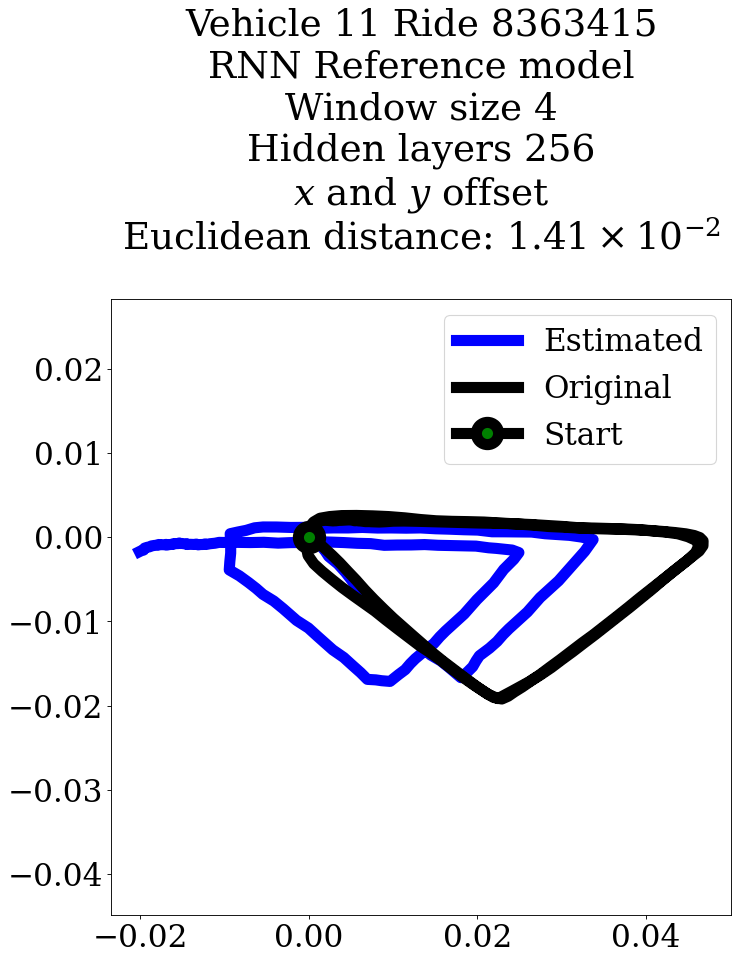 Vehicle 11 Ride 8363415
RNN Reference model
Window size 4
Hidden layers 256
x and y offset
Euclidean distance: 1.41 × 10⁻²
Estimated
Original
Start
0.02
0.01
0.00
−0.01
−0.02
−0.03
−0.04
−0.02 0.00 0.02 0.04